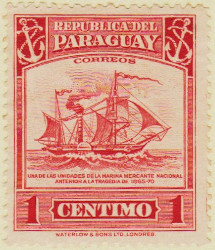 REPUBLICA DEL
PARAGUAY
CORREOS
UNA DE LAS UNIDADES DE LA MARINA MERCANTE NACIONAL
ANTERIOR A LA TRAGEDIA DE 1865-70
1 CENTIMO 1
WATERLOW & SONS LTD. LONDRES.